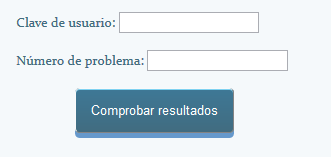 Clave de usuario:
Número de problema:
Comprobar resultados